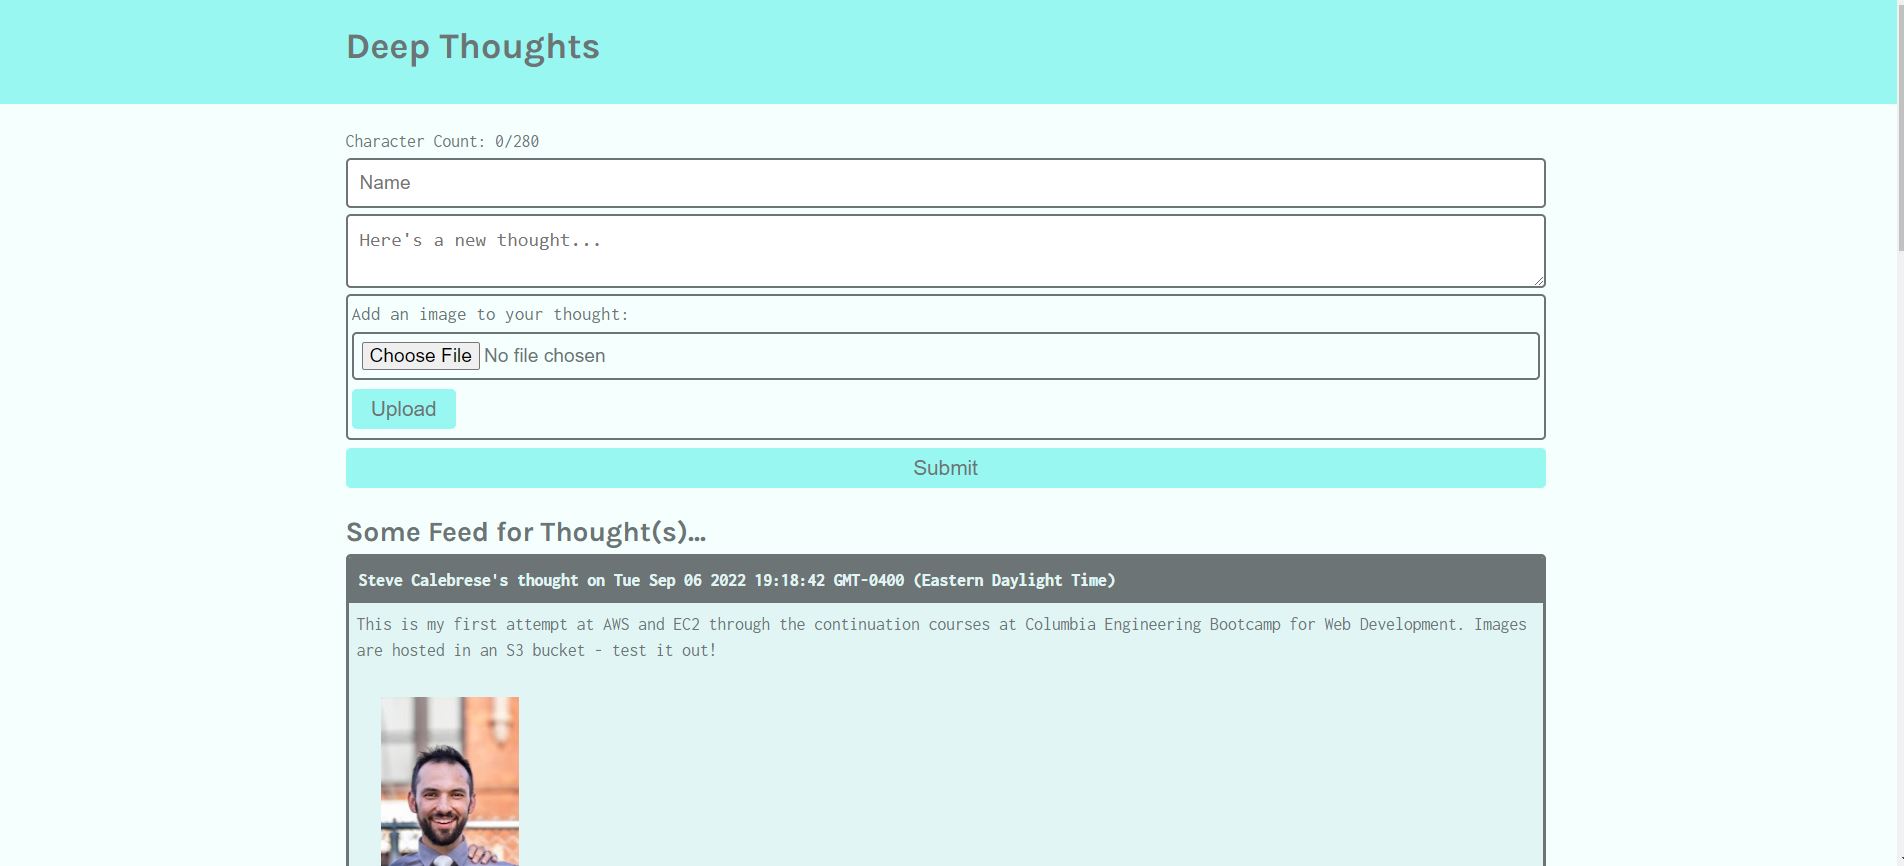 Deep Thoughts
Character Count: 0/280
Name
Here's a new thought...
Add an image to your thought:
Choose File No file chosen
Upload
Submit
Some Feed for Thought(s)...
Steve Calebrese's thought on Tue Sep 06 2022 19:18:42 GMT-0400 (Eastern Daylight Time)
This is my first attempt at AWS and EC2 through the continuation courses at Columbia Engineering Bootcamp for Web Development. Images
are hosted in an S3 bucket - test it out!